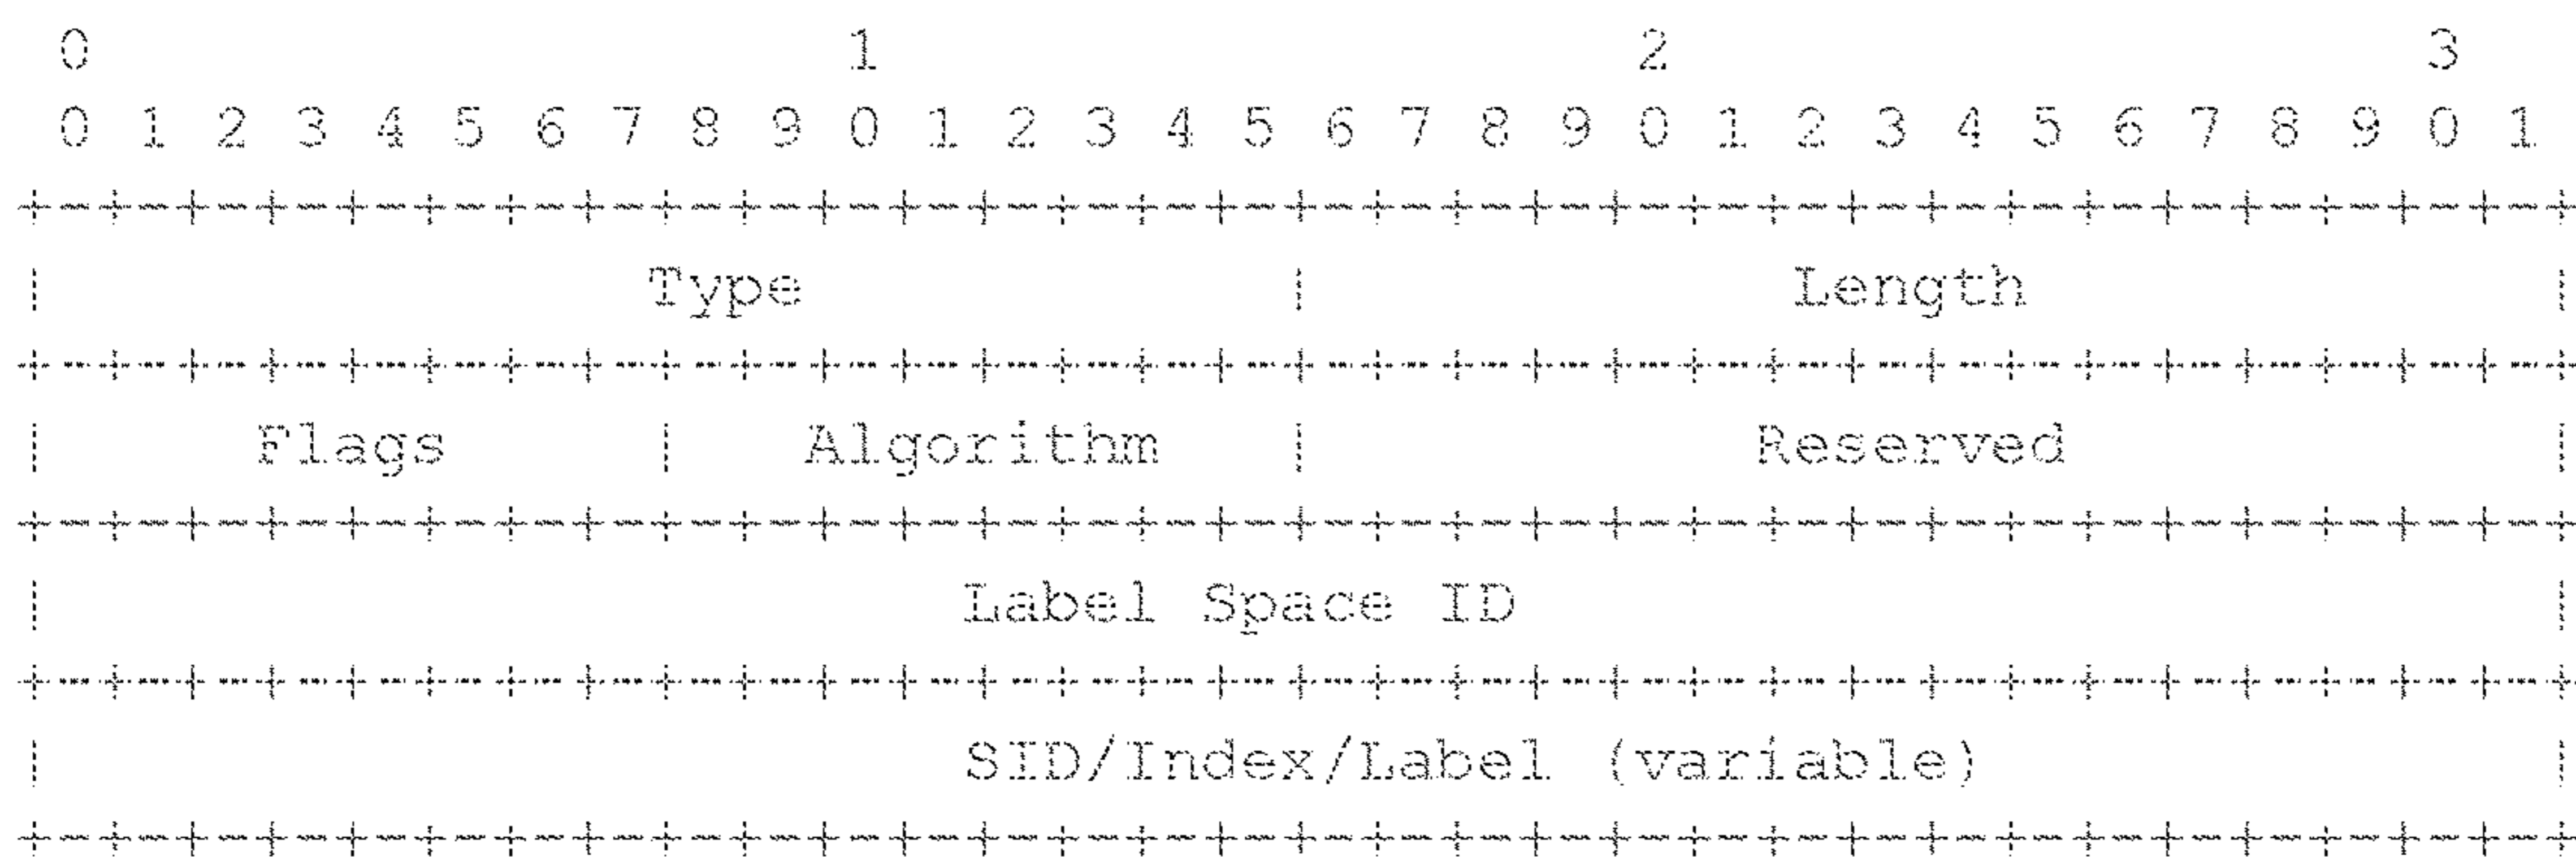 0                   1                   2                   3
0 1 2 3 4 5 6 7 8 9 0 1 2 3 4 5 6 7 8 9 0 1 2 3 4 5 6 7 8 9 0 1
+-+-+-+-+-+-+-+-+-+-+-+-+-+-+-+-+-+-+-+-+-+-+-+-+-+-+-+-+-+-+-+-+
|               Type            |            Length             |
+-+-+-+-+-+-+-+-+-+-+-+-+-+-+-+-+-+-+-+-+-+-+-+-+-+-+-+-+-+-+-+-+
|     Flags     |   Algorithm   |           Reserved            |
+-+-+-+-+-+-+-+-+-+-+-+-+-+-+-+-+-+-+-+-+-+-+-+-+-+-+-+-+-+-+-+-+
|                       Label Space ID                          |
+-+-+-+-+-+-+-+-+-+-+-+-+-+-+-+-+-+-+-+-+-+-+-+-+-+-+-+-+-+-+-+-+
|                       SID/Index/Label (variable)              |
+-+-+-+-+-+-+-+-+-+-+-+-+-+-+-+-+-+-+-+-+-+-+-+-+-+-+-+-+-+-+-+-+